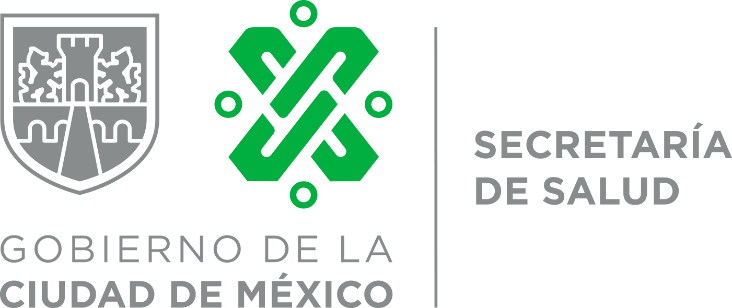 GOBIERNO DE LA
CIUDAD DE MÉXICO
SECRETARÍA
DE SALUD